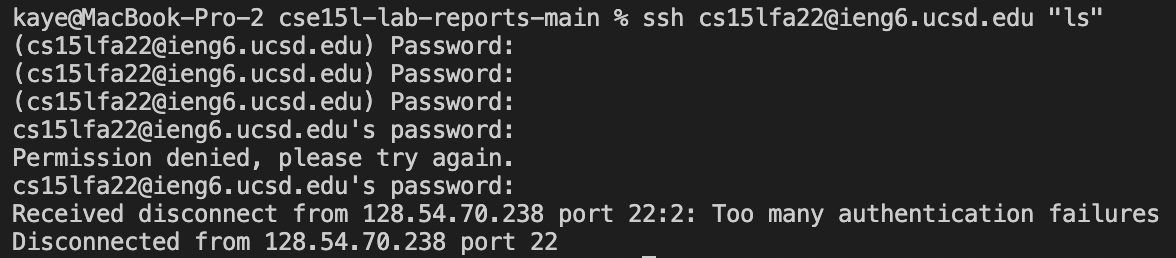 kaye@MacBook-Pro-2 cse15l-lab-reports-main % ssh cs15lfa22@ieng6.ucsd.edu "ls"
(cs15lfa22@ieng6.ucsd.edu) Password:
(cs15lfa22@ieng6.ucsd.edu) Password:
(cs15lfa22@ieng6.ucsd.edu) Password:
cs15lfa22@ieng6.ucsd.edu's password:
Permission denied, please try again.
cs15lfa22@ieng6.ucsd.edu's password:
Received disconnect from 128.54.70.238 port 22:2: Too many authentication failures
Disconnected from 128.54.70.238 port 22